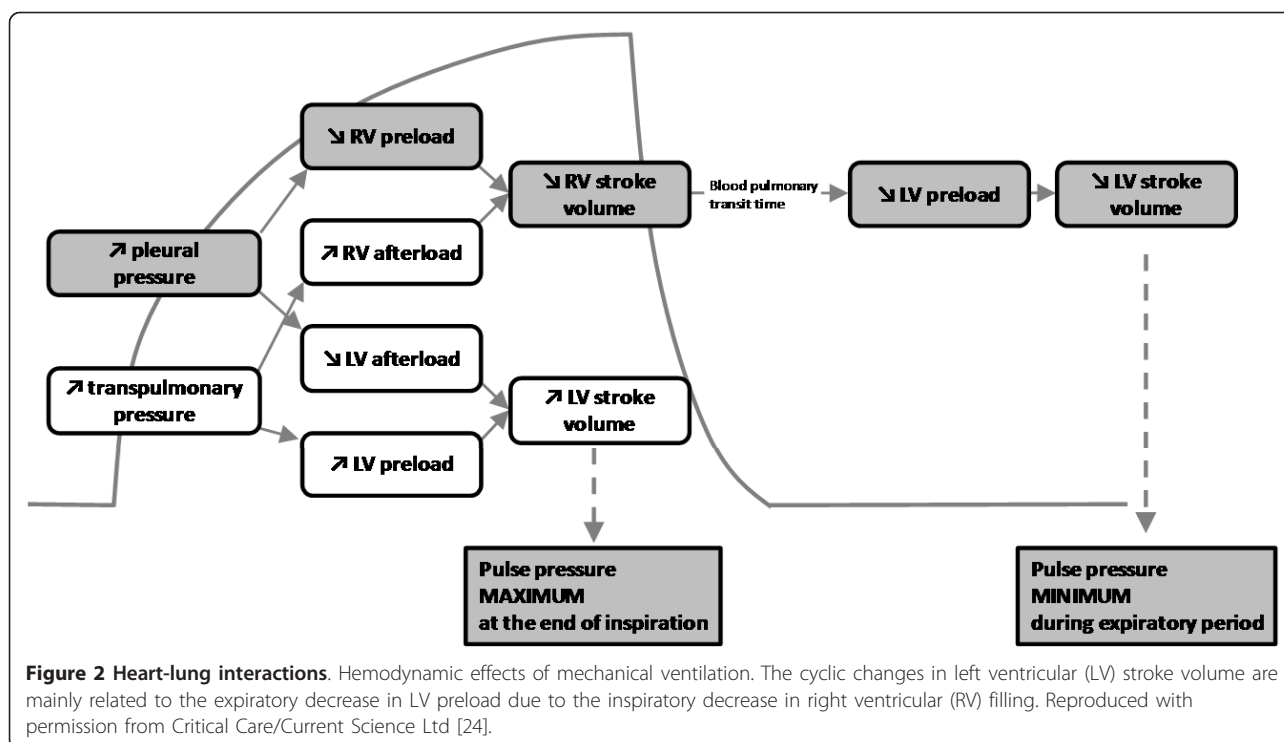 ↘ RV preload
↘ RV stroke
volume
Blood pulmonary
transit time
↘ LV preload
↘ LV stroke
volume
↗ pleural
pressure
↗ RV afterload
↘ LV afterload
↗ transpulmonary
pressure
↗ LV stroke
volume
↗ LV preload
Pulse pressure
MAXIMUM
at the end of inspiration
Pulse pressure
MINIMUM
during expiratory period
Figure 2 Heart-lung interactions. Hemodynamic effects of mechanical ventilation. The cyclic changes in left ventricular (LV) stroke volume are
mainly related to the expiratory decrease in LV preload due to the inspiratory decrease in right ventricular (RV) filling. Reproduced with
permission from Critical Care/Current Science Ltd [24].